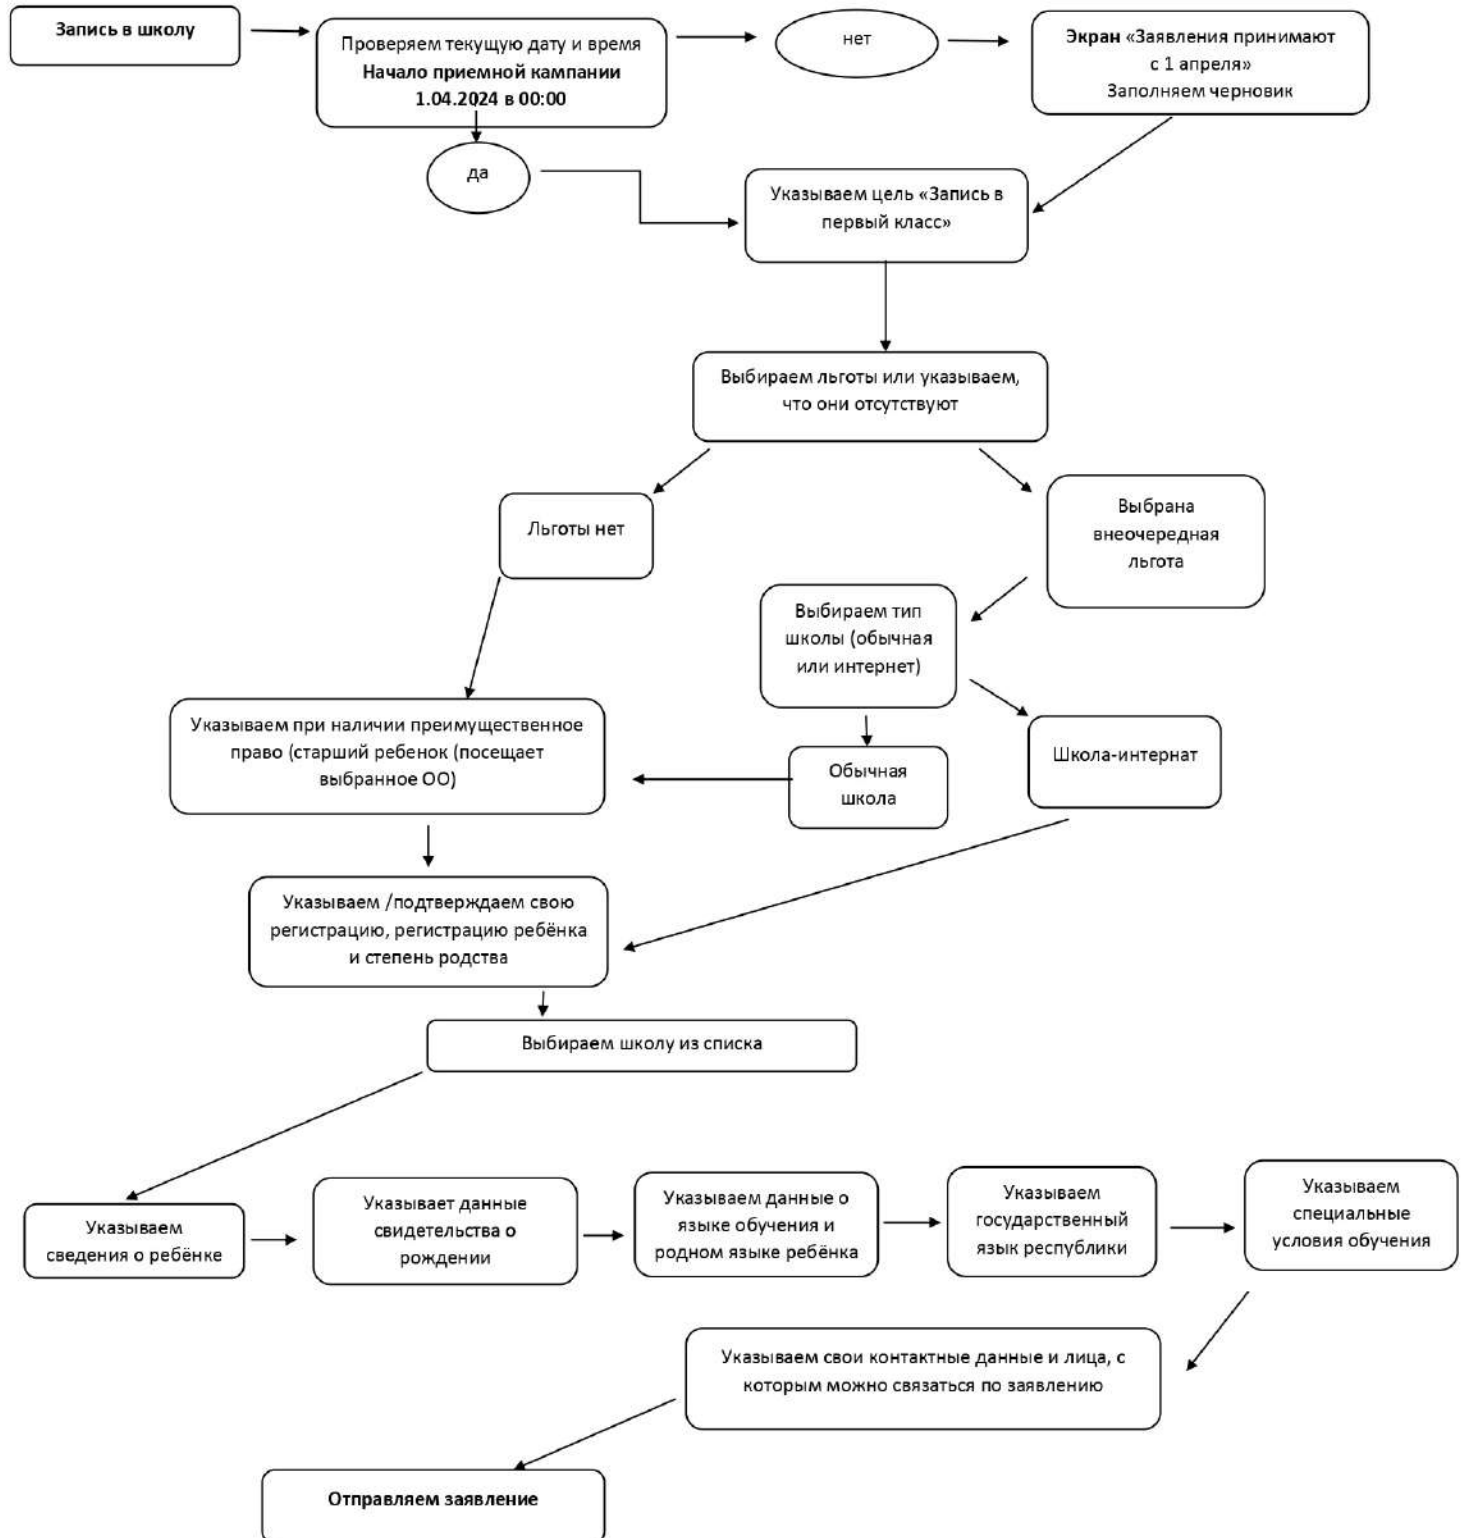 Запись в школу
Проверяем текущую дату и время
Начало приемной кампании
1.04.2024 в 00:00
нет
Экран «Заявления принимают
с 1 апреля»
Заполняем черновик
да
Указываем цель «Запись в
первый класс»
Выбираем льготы или указываем,
что они отсутствуют
Льготы нет
Выбрана
внеочередная
льгота
Выбираем тип
школы (обычная
или интернет)
Указываем при наличии преимущественное
право (старший ребенок (посещает
выбранное ОО)
Обычная
школа
Школа-интернат
Указываем /подтверждаем свою
регистрацию, регистрацию ребёнка
и степень родства
Выбираем школу из списка
Указываем
сведения о ребёнке
Указывает данные
свидетельства о
рождении
Указываем данные о
языке обучения и
родном языке ребёнка
Указываем
государственный
язык республики
Указываем
специальные
условия обучения
Указываем свои контактные данные и лица, с
которым можно связаться по заявлению
Отправляем заявление